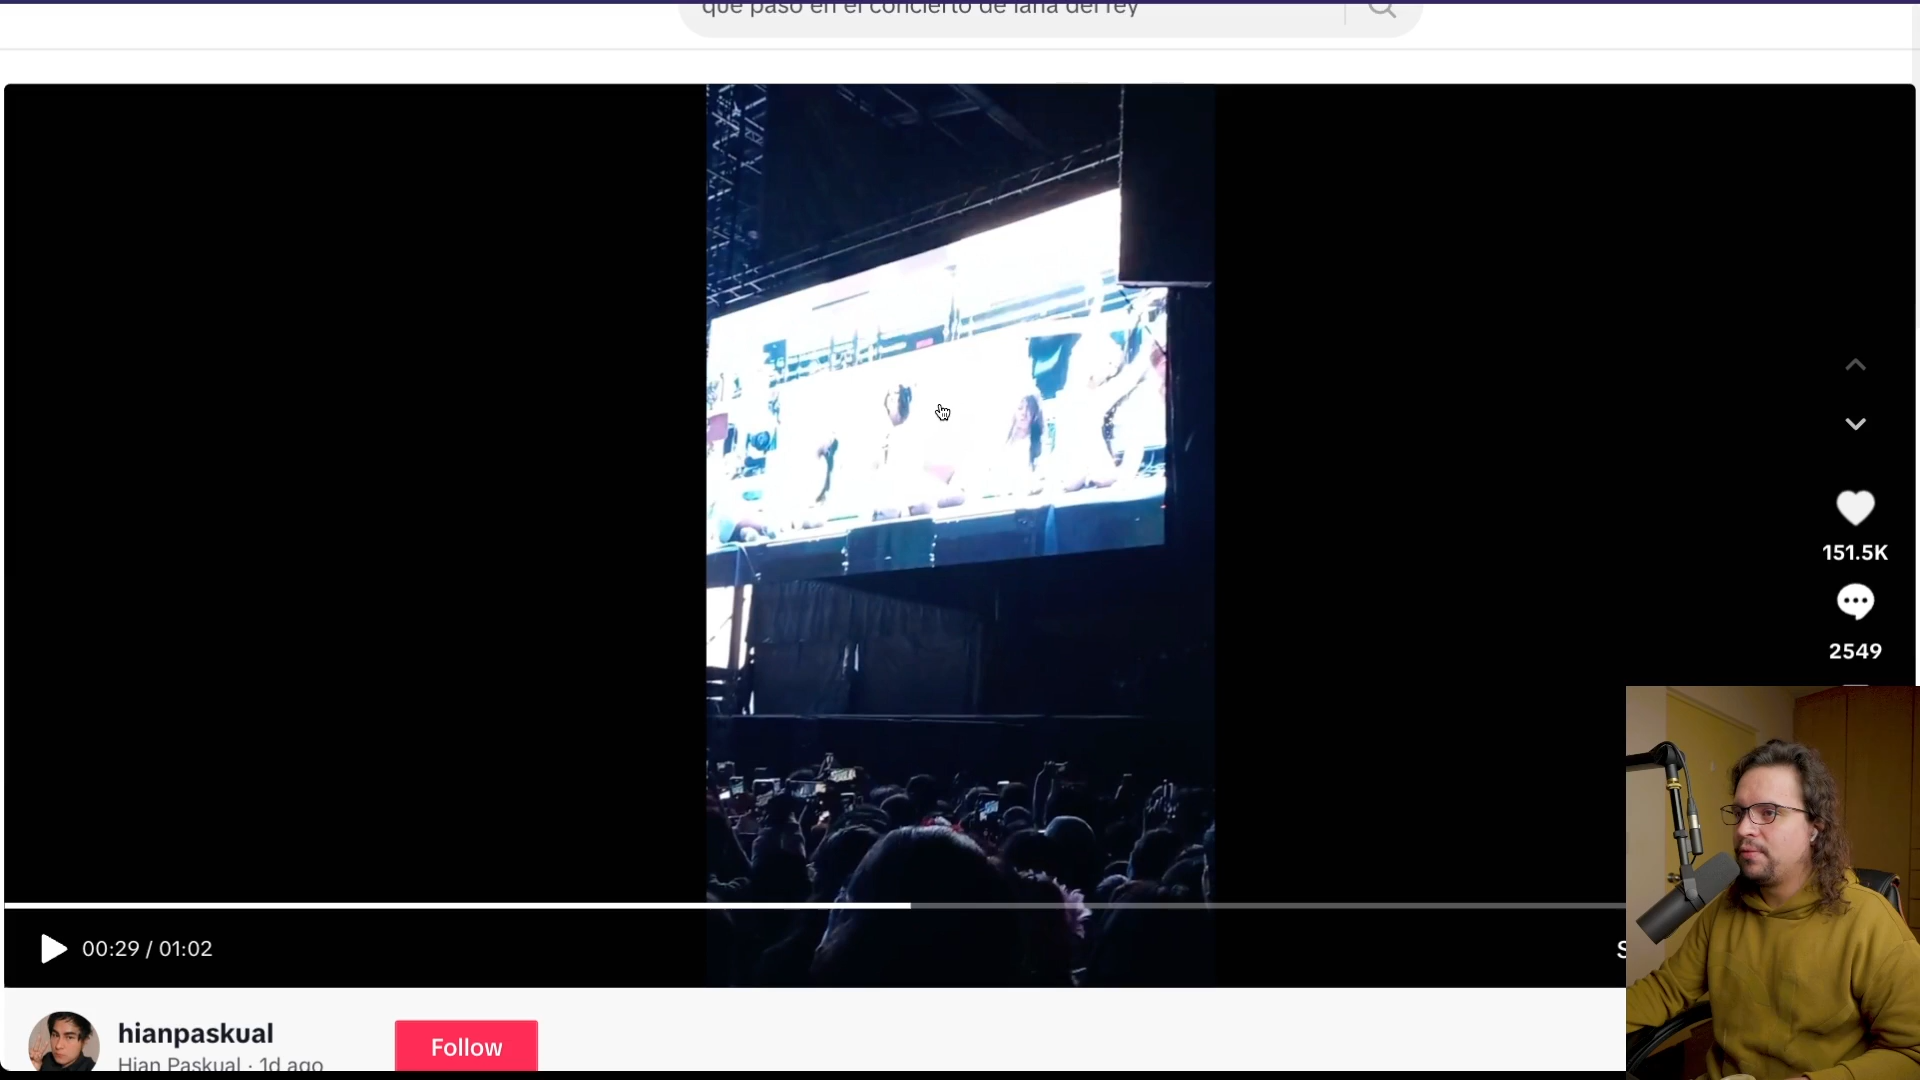 que paso en el concierto de lana del rey
151.5K
2549
00:29 / 01:02
S
hianpaskual
Hian Paskual · 1d ago
Follow